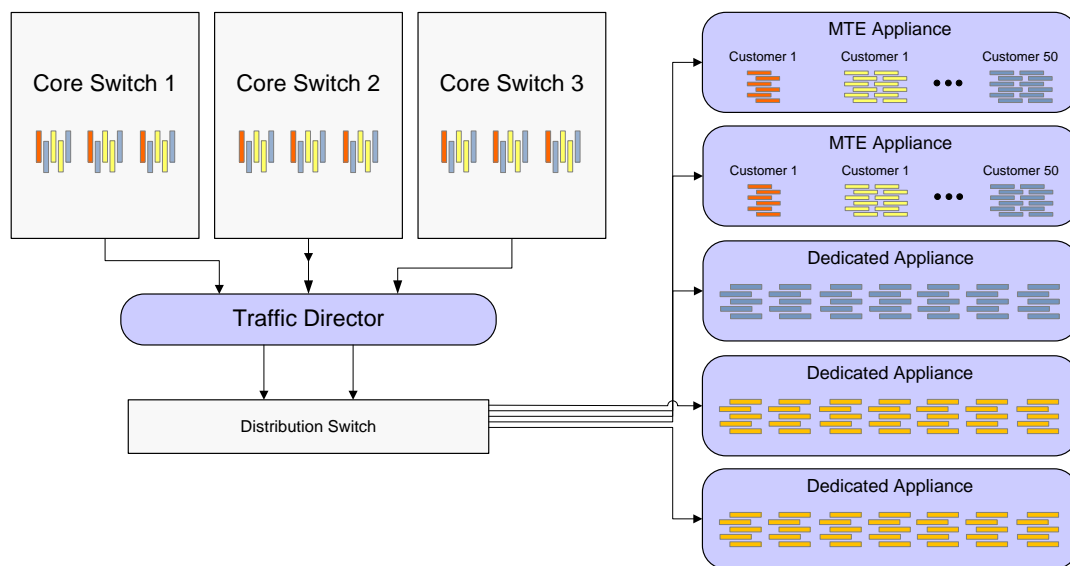 Core Switch 1
Core Switch 2
Core Switch 3
Traffic Director
Distribution Switch
MTE Appliance
Customer 1
Customer 1
Customer 50
MTE Appliance
Customer 1
Customer 1
Customer 50
Dedicated Appliance
Dedicated Appliance
Dedicated Appliance